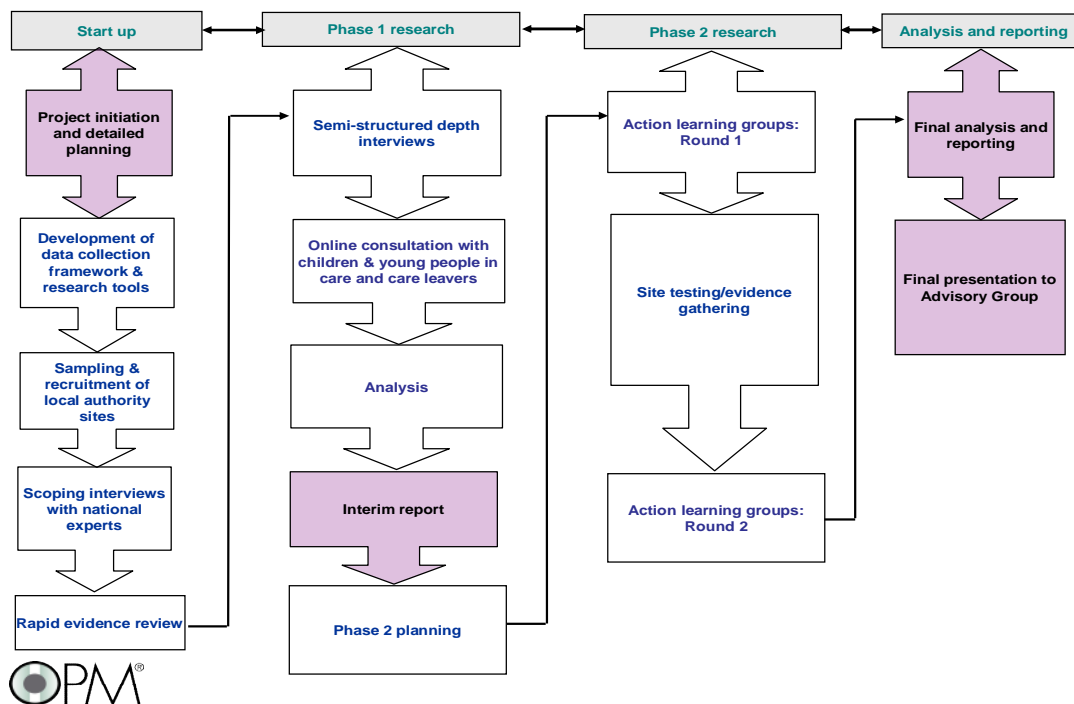 Start up
Phase 1 research
Phase 2 research
Analysis and reporting
Project initiation
and detailed
planning
Development of
data collection
framework &
research tools
Sampling &
recruitment of
local authority
sites
Scoping interviews
with national
experts
Rapid evidence review
Semi-structured depth
interviews
Online consultation with
children & young people in
care and care leavers
Analysis
Interim report
Phase 2 planning
Action learning groups:
Round 1
Site testing/evidence
gathering
Action learning groups:
Round 2
Final analysis and
reporting
Final presentation to
Advisory Group
OPM®